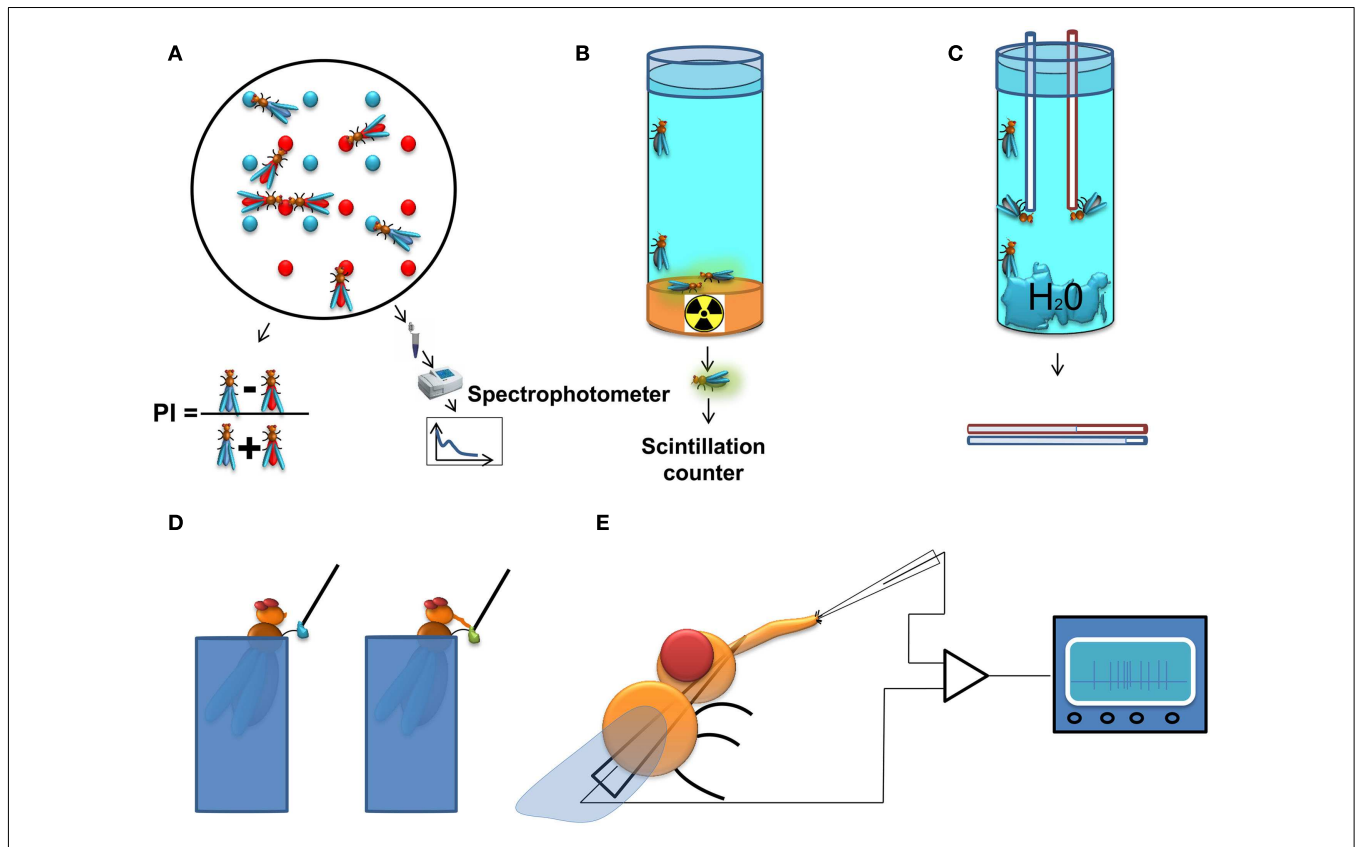 A
B
C
H20
PI =
-
+
Spectrophotometer
Scintillation
counter
D
E